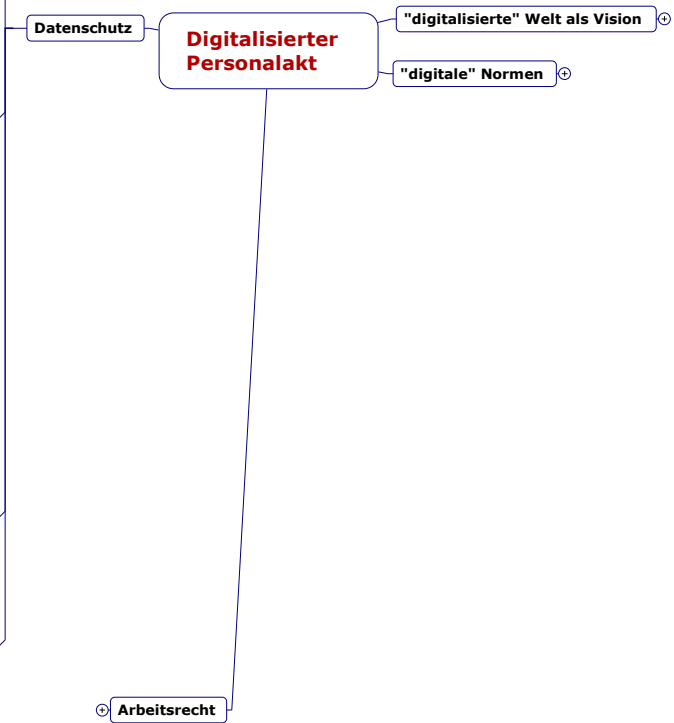 Datenschutz
Digitalisierter
Personalakt
"digitalisierte" Welt als Vision
"digitale" Normen
Arbeitsrecht